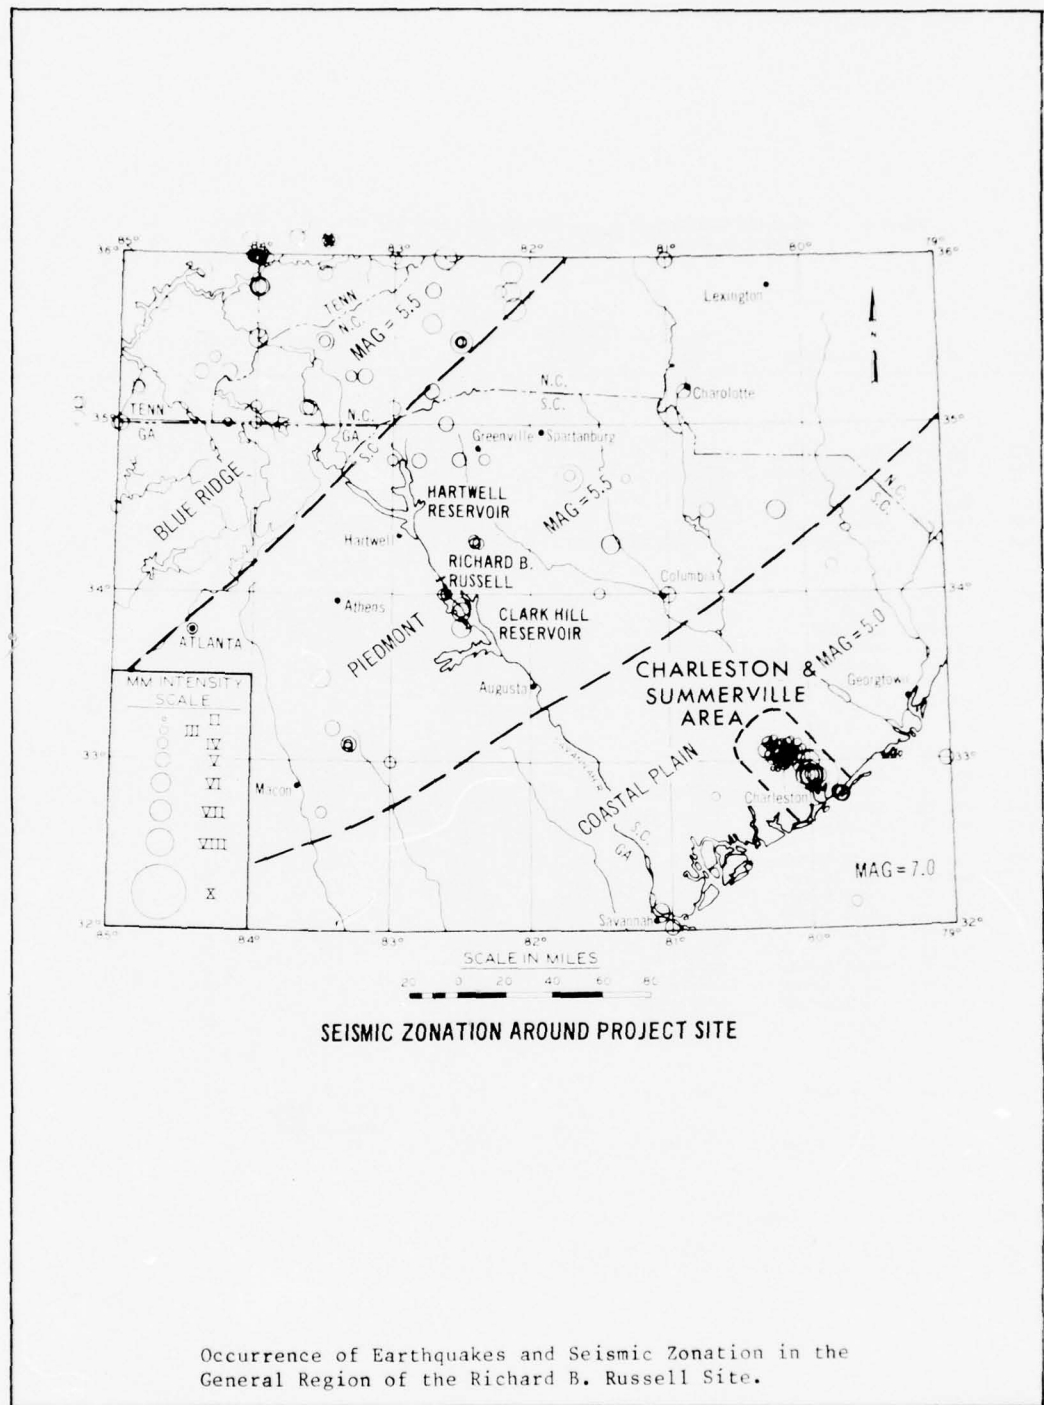 85° 84° 83° 82° 81° 80° 79°
36° 36°
TENN
N.C.
MAG = 5.5
Lexington
N.C.
S.C.
Charolotte
35° 35°
TENN
GA
N.C.
GA
S.C.
Greenville Spartanburg
BLUE RIDGE
HARTWELL
RESERVOIR
MAG = 5.5
N.C.
S.C.
Hartwell
RICHARD B.
RUSSELL
Columbia
34° 34°
Athens
CLARK HILL
RESERVOIR
ATLANTA
PIEDMONT
MAG = 5.0
CHARLESTON &
SUMMERVILLE
AREA
Georgetown
Augusta
MM INTENSITY
SCALE
II
III
IV
V
VI
VII
VIII
X
33° 33°
Macon
SAVANNAH R
COASTAL PLAIN
Charleston
S.C.
GA
MAG = 7.0
Savannah
32° 32°
85° 84° 83° 82° 81° 80° 79°
SCALE IN MILES
20 0 20 40 60 80
SEISMIC ZONATION AROUND PROJECT SITE
Occurrence of Earthquakes and Seismic Zonation in the
General Region of the Richard B. Russell Site.